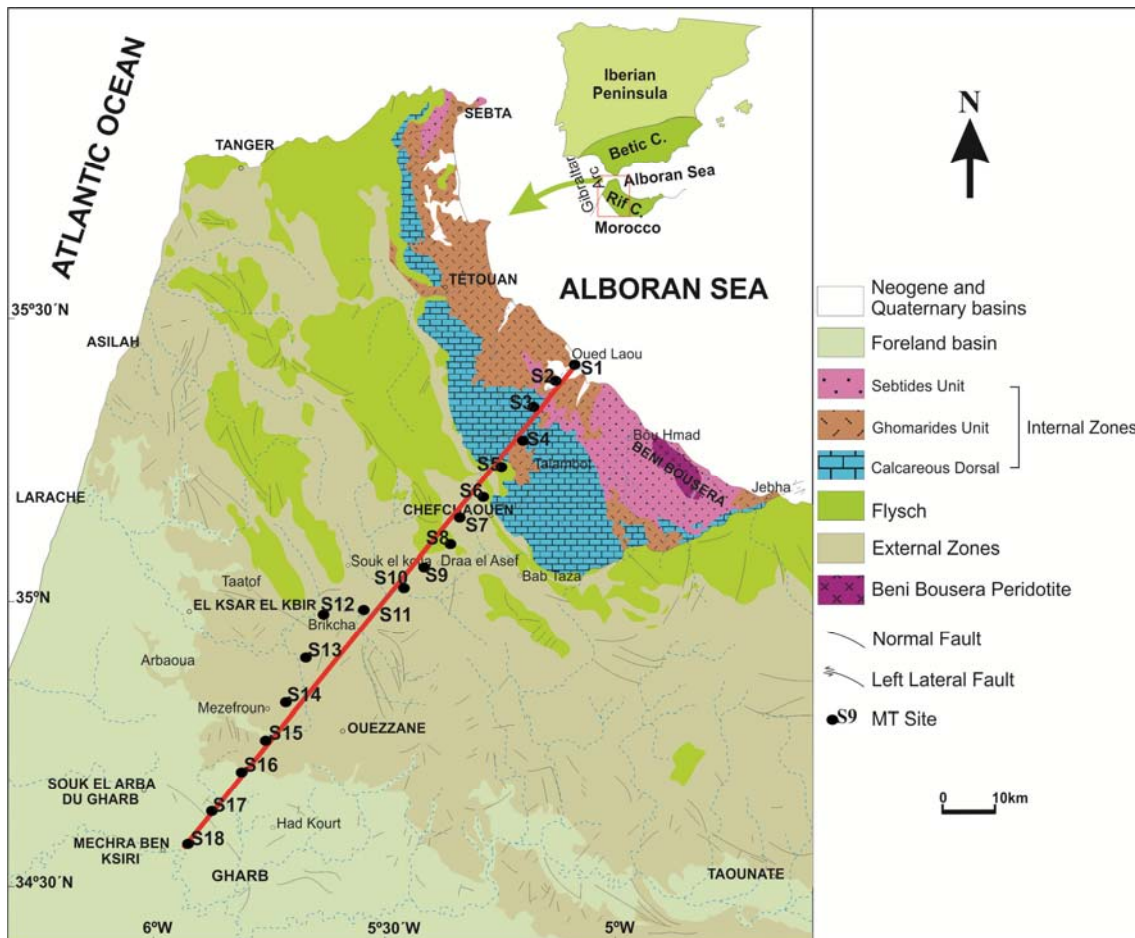 ATLANTIC OCEAN
SEBTA
TANGER
TÉTOUAN
ALBORAN SEA
35°30´N
ASILAH
Oued Laou
S1
S2
S3
S4
Bou Hmad
BENI BOUSERA
Talambot
S5
Jebha
LARACHE
S6
CHEFCHAOUEN
S7
S8
Souk el kolla
Draa el Asef
S9
Bab Taza
S10
Taatof
35°N
EL KSAR EL KBIR
S12
S11
Brikcha
Arbaoua
S13
S14
Mezefroun
OUEZZANE
S15
S16
SOUK EL ARBA
DU GHARB
S17
Had Kourt
MECHRA BEN
KSIRI
S18
GHARB
TAOUNATE
34°30´N
6°W
5°30´W
5°W
Iberian
Peninsula
Betic C.
Gibraltar
Arc
Alboran Sea
Rif C.
Morocco
N
Neogene and
Quaternary basins
Foreland basin
Sebtides Unit
Ghomarides Unit
Internal Zones
Calcareous Dorsal
Flysch
External Zones
Beni Bousera Peridotite
Normal Fault
Left Lateral Fault
S9 MT Site
0 10km